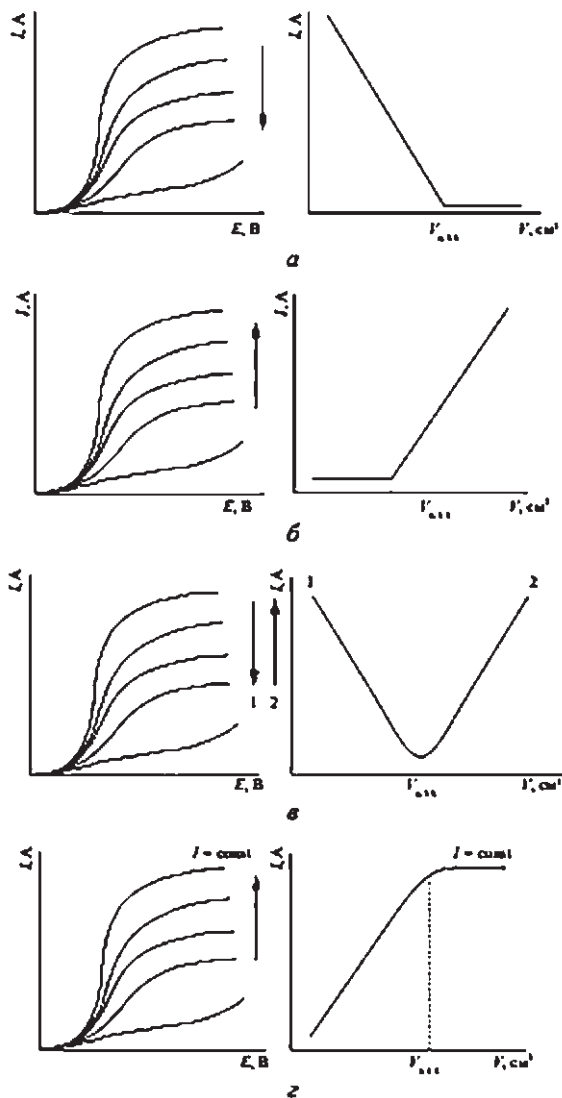 I, А
E, В
I, А
V, см³
а
I, А
E, В
I, А
V, см³
б
I, А
1 2
E, В
I, А
1
2
V, см³
в
I, А
I = const
E, В
I, А
I = const
V, см³
г